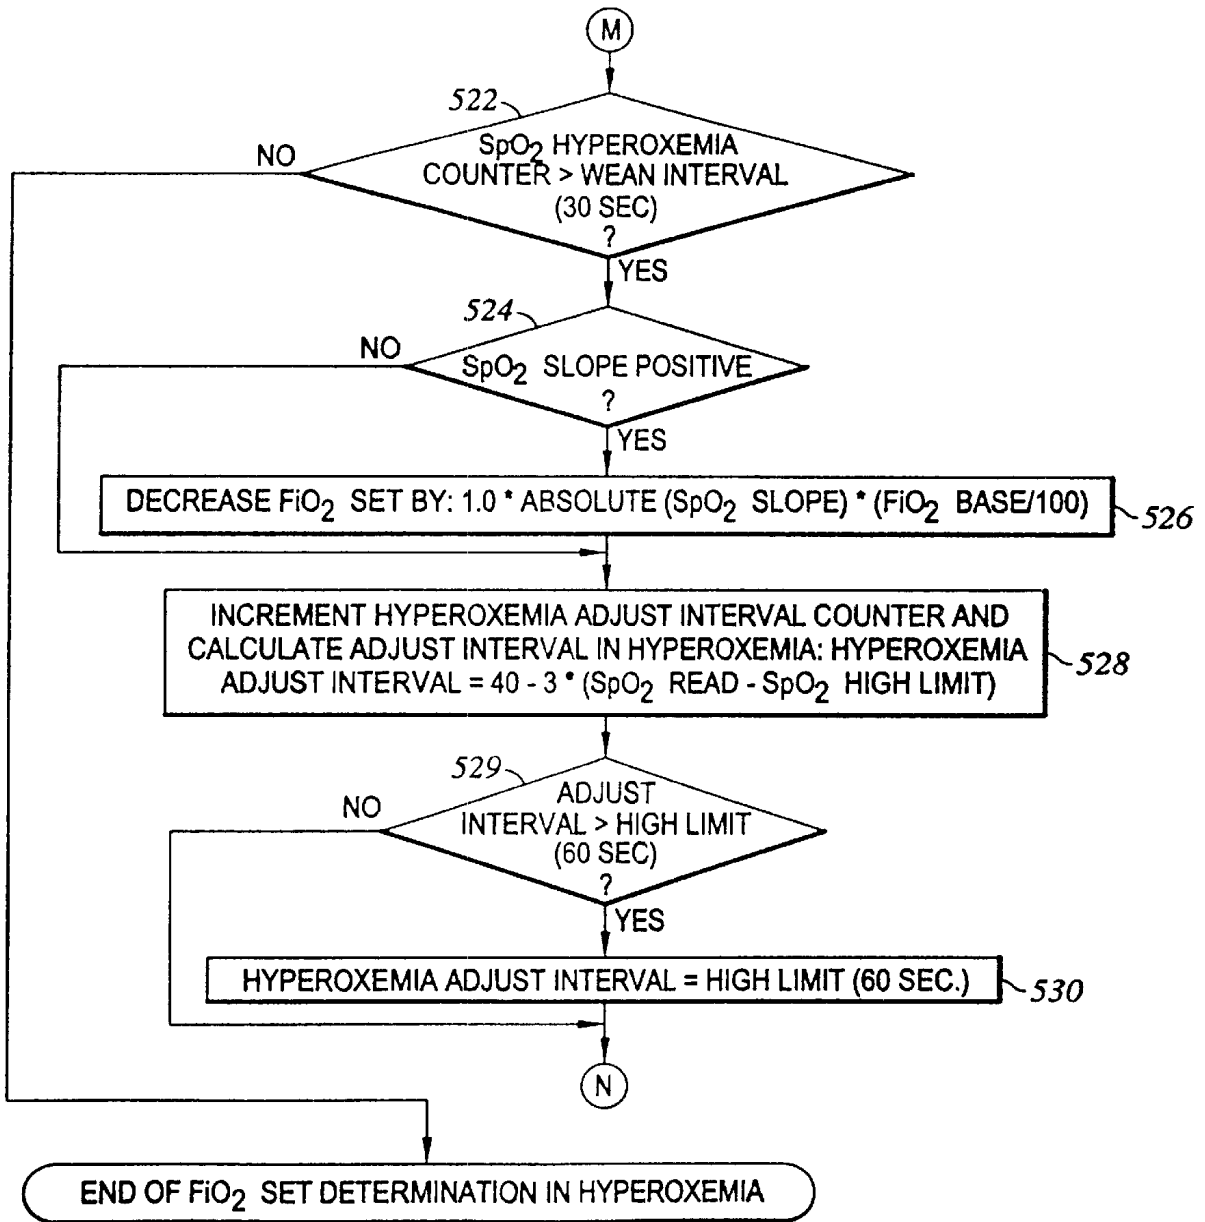 M
522
SpO2 HYPEROXEMIA
COUNTER > WEAN INTERVAL
(30 SEC)
?
NO
YES
524
SpO2 SLOPE POSITIVE
?
NO
YES
DECREASE FiO2 SET BY: 1.0 * ABSOLUTE (SpO2 SLOPE) * (FiO2 BASE/100)
526
INCREMENT HYPEROXEMIA ADJUST INTERVAL COUNTER AND
CALCULATE ADJUST INTERVAL IN HYPEROXEMIA: HYPEROXEMIA
ADJUST INTERVAL = 40 - 3 * (SpO2 READ - SpO2 HIGH LIMIT)
528
529
ADJUST
INTERVAL > HIGH LIMIT
(60 SEC)
?
NO
YES
HYPEROXEMIA ADJUST INTERVAL = HIGH LIMIT (60 SEC.)
530
N
END OF FiO2 SET DETERMINATION IN HYPEROXEMIA